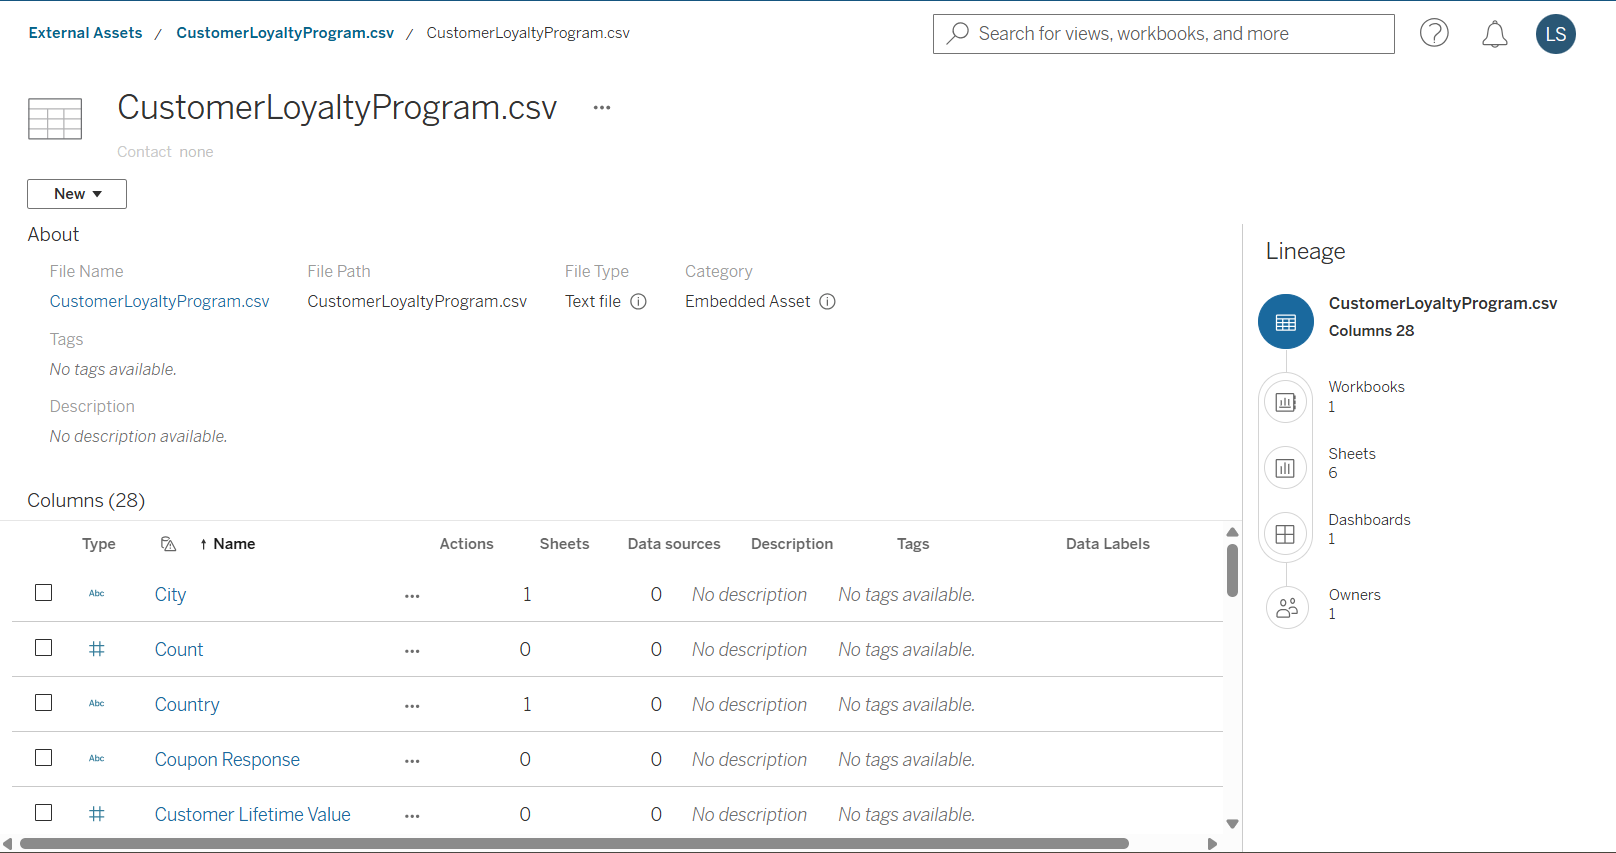 External Assets / CustomerLoyaltyProgram.csv / CustomerLoyaltyProgram.csv
Search for views, workbooks, and more
LS
CustomerLoyaltyProgram.csv
Contact none
New
About
File Name File Path File Type Category
CustomerLoyaltyProgram.csv CustomerLoyaltyProgram.csv Text file Embedded Asset
Tags
No tags available.
Description
No description available.
Columns (28)
Type Name Actions Sheets Data sources Description Tags Data Labels
Abc City 1 0 No description No tags available.
Count 0 0 No description No tags available.
Abc Country 1 0 No description No tags available.
Abc Coupon Response 0 0 No description No tags available.
Customer Lifetime Value 0 0 No description No tags available.
Lineage
CustomerLoyaltyProgram.csv
Columns 28
Workbooks
1
Sheets
6
Dashboards
1
Owners
1